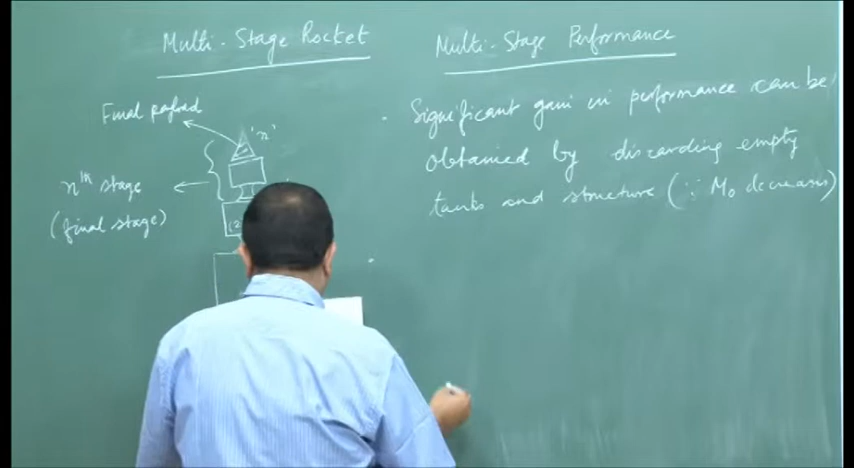 Multi-Stage Rocket
Final payload
'n'
nth stage
(final stage)
(2
Multi-Stage Performance
. Significant gain in performance can be
obtained by discarding empty
tanks and structure (∵ M₀ decreases)